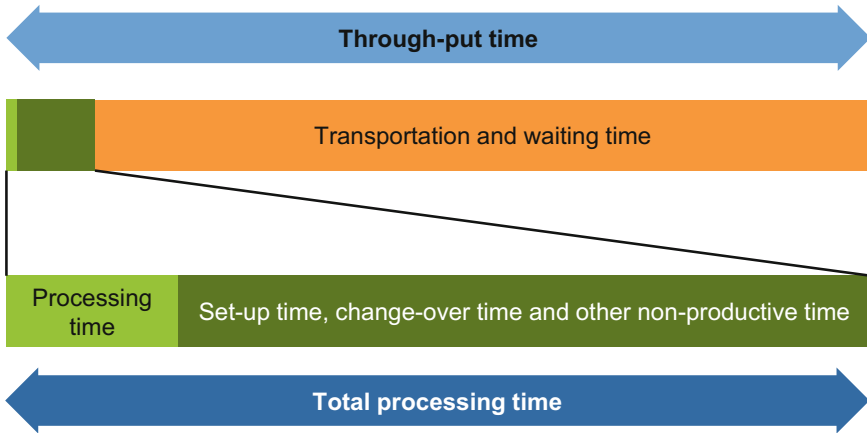 Through-put time
Transportation and waiting time
Processing
time
Set-up time, change-over time and other non-productive time
Total processing time